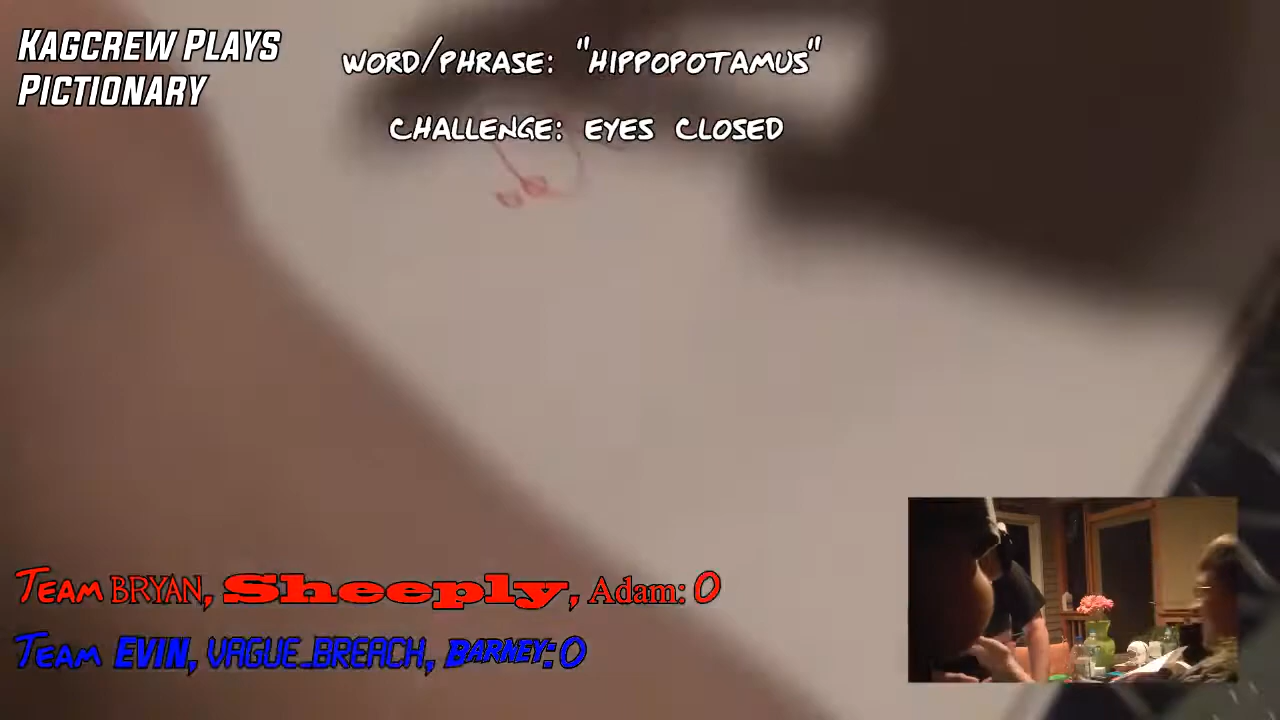 KAGCREW PLAYS
PICTIONARY
WORD/PHRASE: "HIPPOPOTAMUS"
CHALLENGE: EYES CLOSED
TEAM BRYAN, Sheeply, Adam: 0
TEAM EVIN, VAGUE_BREACH, BARNEY: 0